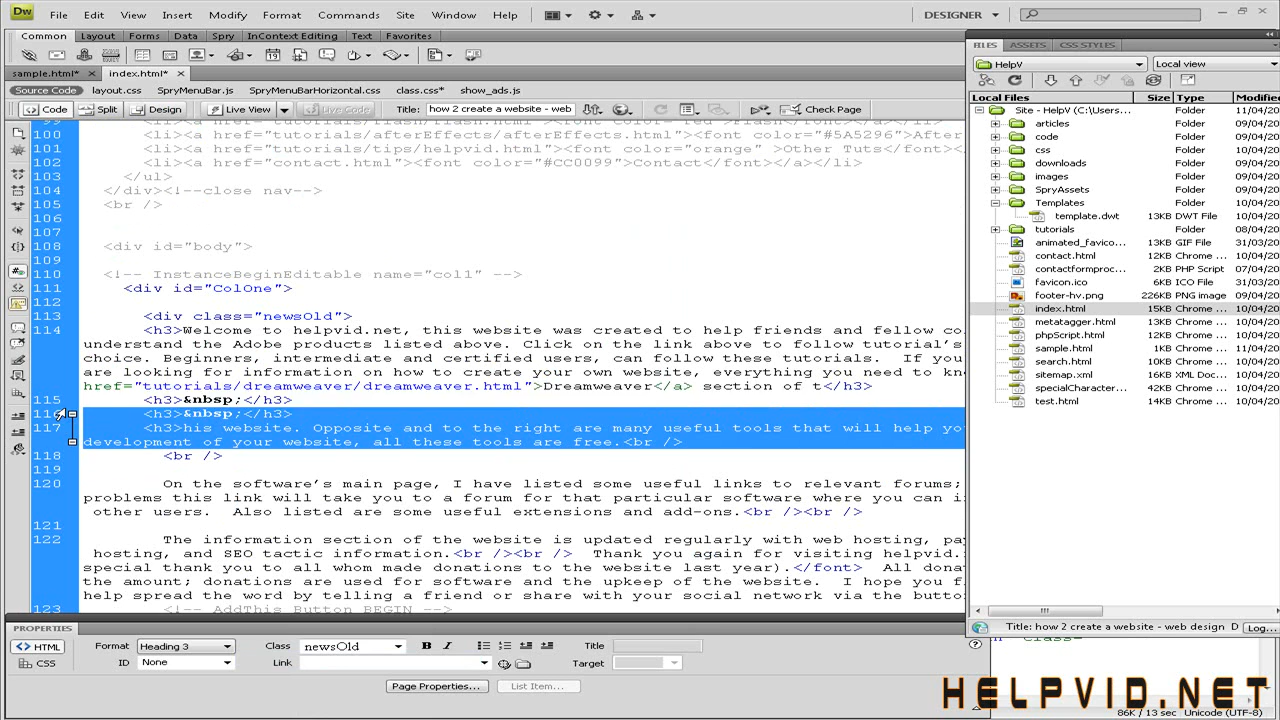 Dw File Edit View Insert Modify Format Commands Site Window Help DESIGNER
Common Layout Forms Data Spry InContext Editing Text Favorites
sample.html* × index.html* ×
Source Code layout.css SpryMenuBar.js SpryMenuBarHorizontal.css class.cs* show_ads.js
Code Split Design Live View Live Code Title: how 2 create a website - web Check Page
100 <li><a href="tutorials/afterEffects/afterEffects.html"><font color="#5A5296">After
101 <li><a href="tutorials/tips/helpvid.html"><font color="orange" >Other Tuts</font>
102 <li><a href="contact.html"><font color="#CC0099">Contact</font></a></li>
103 </ul>
104 </div><!--close nav-->
105 <br />
106
107
108 <div id="body">
109
110 <!-- InstanceBeginEditable name="col1" -->
111 <div id="ColOne">
112
113 <div class="newsOld">
114 <h3>Welcome to helpvid.net, this website was created to help friends and fellow co
understand the Adobe products listed above. Click on the link above to follow tutorial's
choice. Beginners, intermediate and certified users, can follow these tutorials. If you
are looking for information on how to create your own website, everything you need to kn
href="tutorials/dreamweaver/dreamweaver.html">Dreamweaver</a> section of t</h3>
115 <h3>&nbsp;</h3>
116 <h3>&nbsp;</h3>
117 <h3>his website. Opposite and to the right are many useful tools that will help yo
development of your website, all these tools are free.<br />
118 <br />
119
120 On the software's main page, I have listed some useful links to relevant forums;
problems this link will take you to a forum for that particular software where you can i
other users. Also listed are some useful extensions and add-ons.<br /><br />
121
122 The information section of the website is updated regularly with web hosting, pay
hosting, and SEO tactic information.<br /><br /> Thank you again for visiting helpvid.
special thank you to all whom made donations to the website last year).</font> All dona
the amount; donations are used for software and the upkeep of the website. I hope you f
help spread the word by telling a friend or share with your social network via the butto
123 <!-- AddThis Button BEGIN -->
FILES ASSETS CSS STYLES
HelpV Local view
Local Files Size Type Modified
Site - HelpV (C:\Users... Folder 11/04/20
articles Folder 09/04/20
code Folder 09/04/20
css Folder 09/04/20
downloads Folder 09/04/20
images Folder 09/04/20
SpryAssets Folder 09/04/20
Templates Folder 10/04/20
template.dwt 13KB DWT File 10/04/20
tutorials Folder 08/04/20
animated_favico... 12KB GIF File 31/03/20
contact.html 12KB Chrome ... 10/04/20
contactformproc... 2KB PHP Script 07/04/20
favicon.ico 12KB ICO File 31/03/20
footer-hv.png 226KB PNG image 09/04/20
index.html 15KB Chrome ... 10/04/20
metatagger.html 13KB Chrome ... 10/04/20
phpScript.html 12KB Chrome ... 10/04/20
sample.html 13KB Chrome ... 10/04/20
search.html 10KB Chrome ... 10/04/20
sitemap.xml 16KB XML Doc... 10/04/20
specialCharacter... 42KB Chrome ... 10/04/20
test.html 14KB Chrome ... 10/04/20
Title: how 2 create a website - web design D Log...
PROPERTIES
HTML Format Heading 3 Class newsOld B I Title
CSS ID None Link Target
Page Properties... List Item...
HELPVID.NET
86K / 13 sec Unicode (UTF-8)